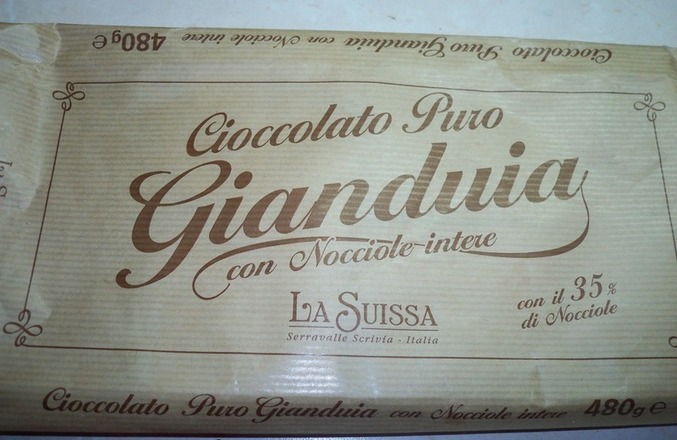 Cioccolato Puro Gianduia con Nocciole intere 480g e
Cioccolato Puro
Gianduia
con Nocciole intere
LA SUISSA
Serravalle Scrivia - Italia
con il 35%
di Nocciole
Cioccolato Puro Gianduia con Nocciole intere 480g e